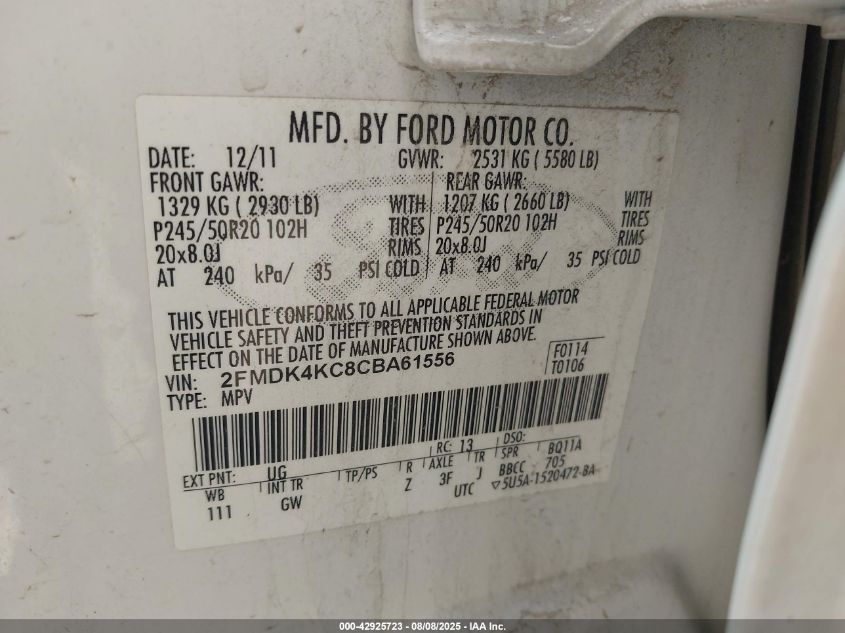 MFD. BY FORD MOTOR CO.
DATE: 12/11 GVWR: 2531 KG ( 5580 LB)
FRONT GAWR: REAR GAWR:
1329 KG ( 2930 LB) WITH 1207 KG ( 2660 LB) WITH
P245/50R20 102H TIRES P245/50R20 102H TIRES
20x8.0J RIMS 20x8.0J RIMS
AT 240 kPa/ 35 PSI COLD AT 240 kPa/ 35 PSI COLD
THIS VEHICLE CONFORMS TO ALL APPLICABLE FEDERAL MOTOR
VEHICLE SAFETY AND THEFT PREVENTION STANDARDS IN
EFFECT ON THE DATE OF MANUFACTURE SHOWN ABOVE.
VIN: 2FMDK4KC8CBA61556 F0114
TYPE: MPV T0106
RC: 13 DSO:
EXT PNT: UG TP/PS R AXLE TR SPR BQ11A
WB INT TR Z 3F J BBCC 705
111 GW UTC ▽5U5A-1520472-BA
000-42925723 - 08/08/2025 - IAA Inc.